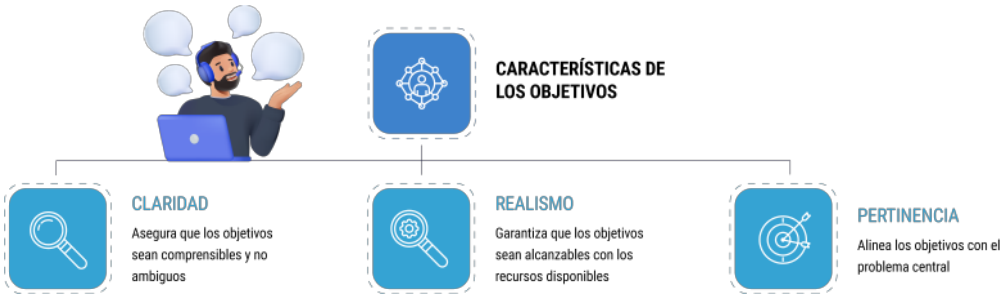 CARACTERÍSTICAS DE
LOS OBJETIVOS
CLARIDAD
Asegura que los objetivos
sean comprensibles y no
ambiguos
REALISMO
Garantiza que los objetivos
sean alcanzables con los
recursos disponibles
PERTINENCIA
Alinea los objetivos con el
problema central